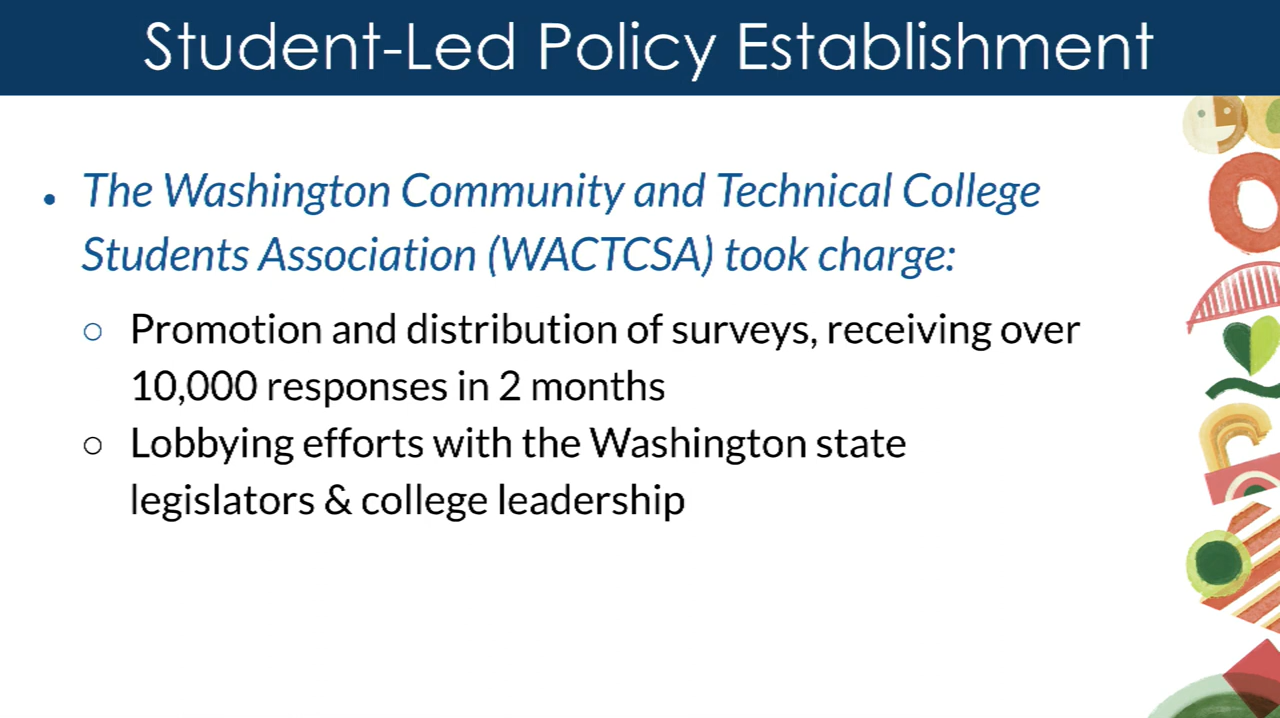 Student-Led Policy Establishment
• The Washington Community and Technical College
Students Association (WACTCSA) took charge:
○ Promotion and distribution of surveys, receiving over
10,000 responses in 2 months
○ Lobbying efforts with the Washington state
legislators & college leadership